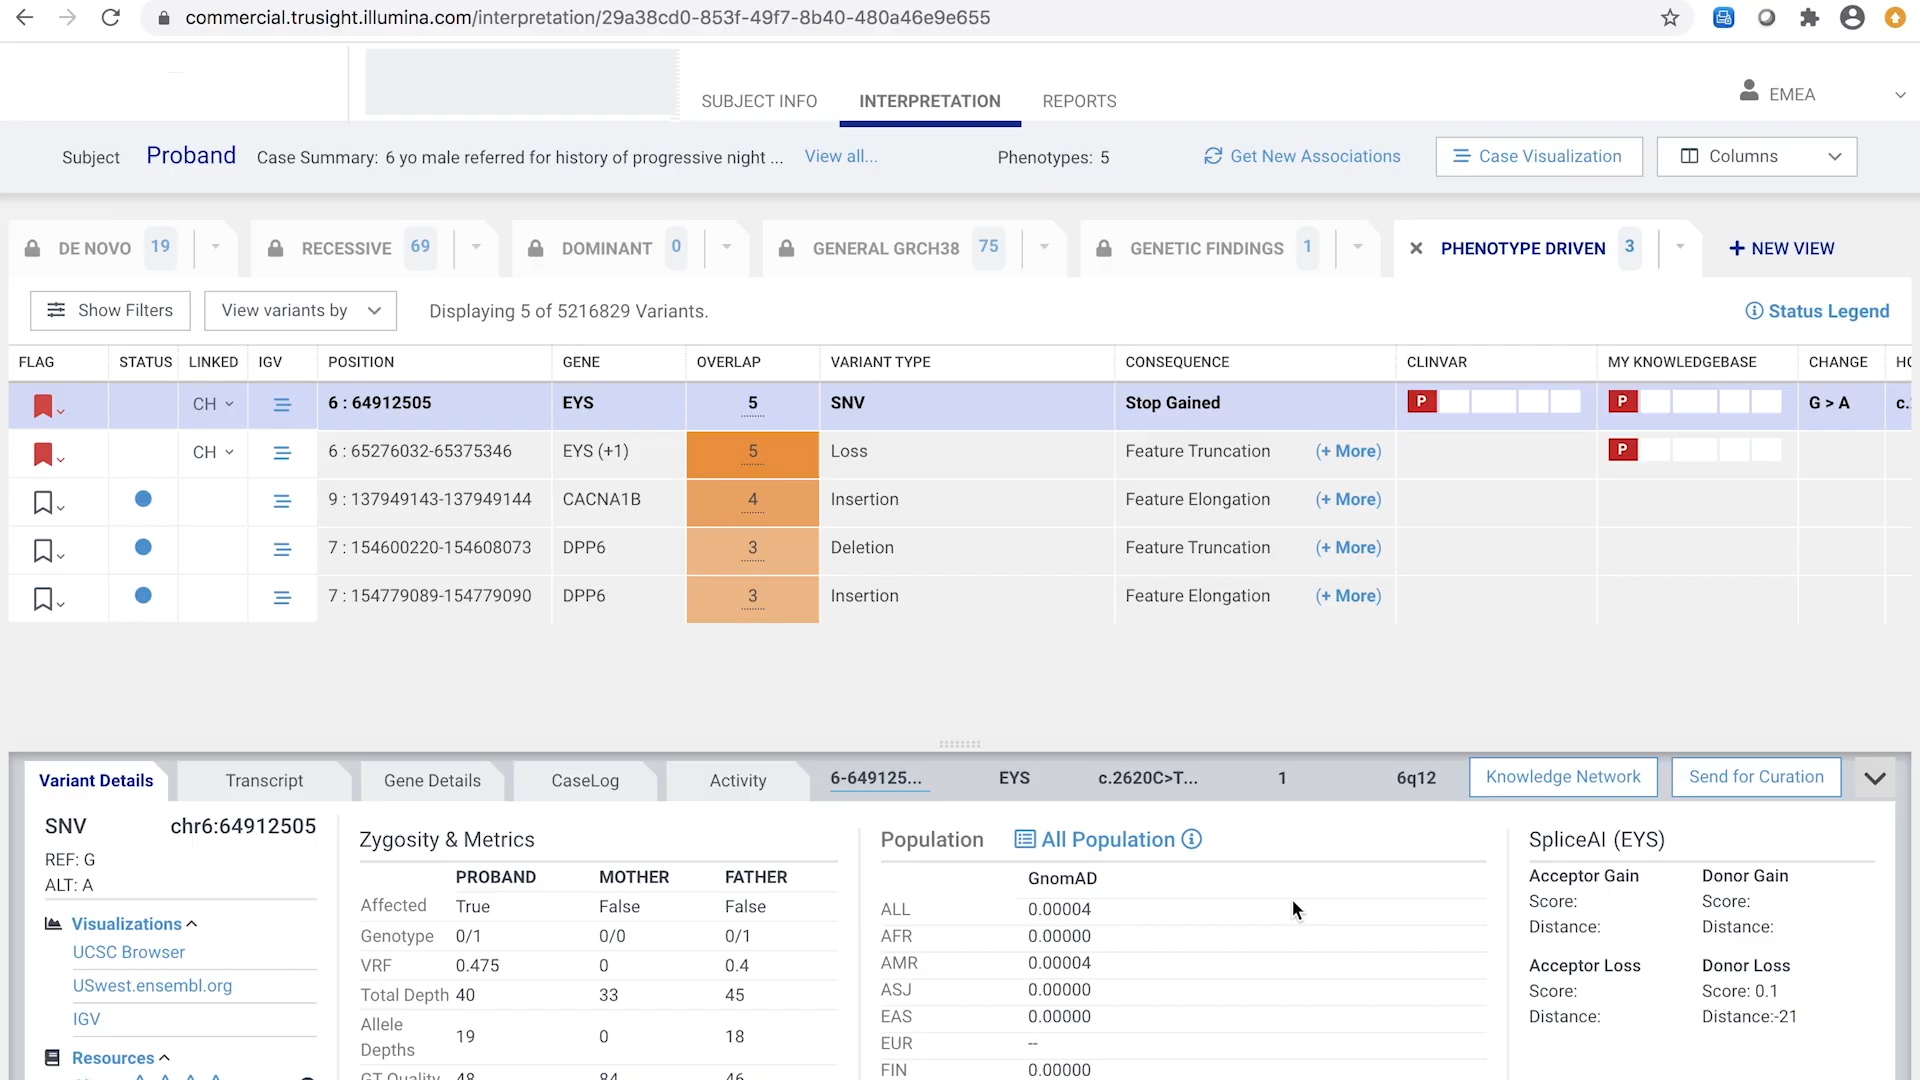 commercial.trusight.illumina.com/interpretation/29a38cd0-853f-49f7-8b40-480a46e9e655
SUBJECT INFO INTERPRETATION REPORTS EMEA
Subject Proband Case Summary: 6 yo male referred for history of progressive night ... View all... Phenotypes: 5 Get New Associations Case Visualization Columns
DE NOVO 19 RECESSIVE 69 DOMINANT 0 GENERAL GRCH38 75 GENETIC FINDINGS 1 PHENOTYPE DRIVEN 3 + NEW VIEW
Show Filters View variants by Displaying 5 of 5216829 Variants. Status Legend
FLAG STATUS LINKED IGV POSITION GENE OVERLAP VARIANT TYPE CONSEQUENCE CLINVAR MY KNOWLEDGEBASE CHANGE HG
CH 6 : 64912505 EYS 5 SNV Stop Gained P P G > A c.
CH 6 : 65276032-65375346 EYS (+1) 5 Loss Feature Truncation (+ More) P
9 : 137949143-137949144 CACNA1B 4 Insertion Feature Elongation (+ More)
7 : 154600220-154608073 DPP6 3 Deletion Feature Truncation (+ More)
7 : 154779089-154779090 DPP6 3 Insertion Feature Elongation (+ More)
Variant Details Transcript Gene Details CaseLog Activity 6-649125... EYS c.2620C>T... 1 6q12 Knowledge Network Send for Curation
SNV chr6:64912505
REF: G
ALT: A
Visualizations
UCSC Browser
USwest.ensembl.org
IGV
Resources
Zygosity & Metrics
PROBAND MOTHER FATHER
Affected True False False
Genotype 0/1 0/0 0/1
VRF 0.475 0 0.4
Total Depth 40 33 45
Allele Depths 19 0 18
GT Quality 48 84 46
Population All Population
GnomAD
ALL 0.00004
AFR 0.00000
AMR 0.00004
ASJ 0.00000
EAS 0.00000
EUR --
FIN 0.00000
SpliceAI (EYS)
Acceptor Gain Donor Gain
Score: Score:
Distance: Distance:
Acceptor Loss Donor Loss
Score: Score: 0.1
Distance: Distance:-21